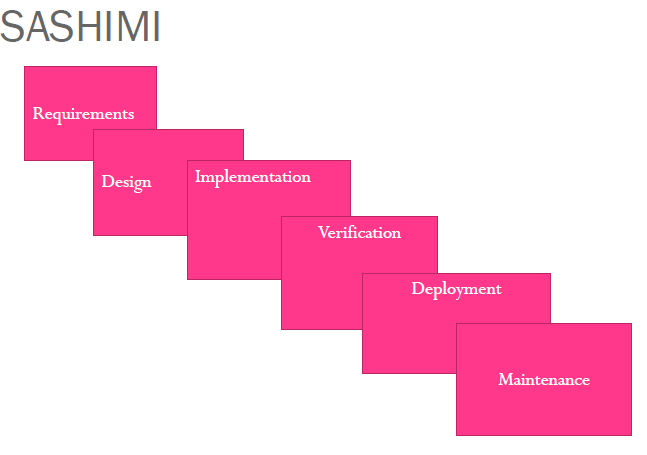 SASHIMI
Requirements
Design
Implementation
Verification
Deployment
Maintenance